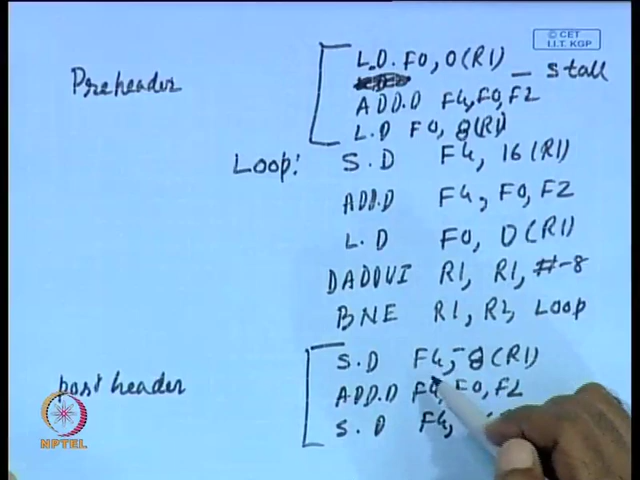 © CET
I.I.T. KGP
Preheader
L.D. F0, 0(R1)
stall
ADD.D F4, F0, F2
L.D F0, 8(R1)
Loop: S.D F4, 16(R1)
ADD.D F4, F0, F2
L.D F0, 0(R1)
DADDUI R1, R1, #-8
BNE R1, R2, Loop
post header
S.D F4, -8(R1)
ADD.D F4, F0, F2
S.D F4,
NPTEL